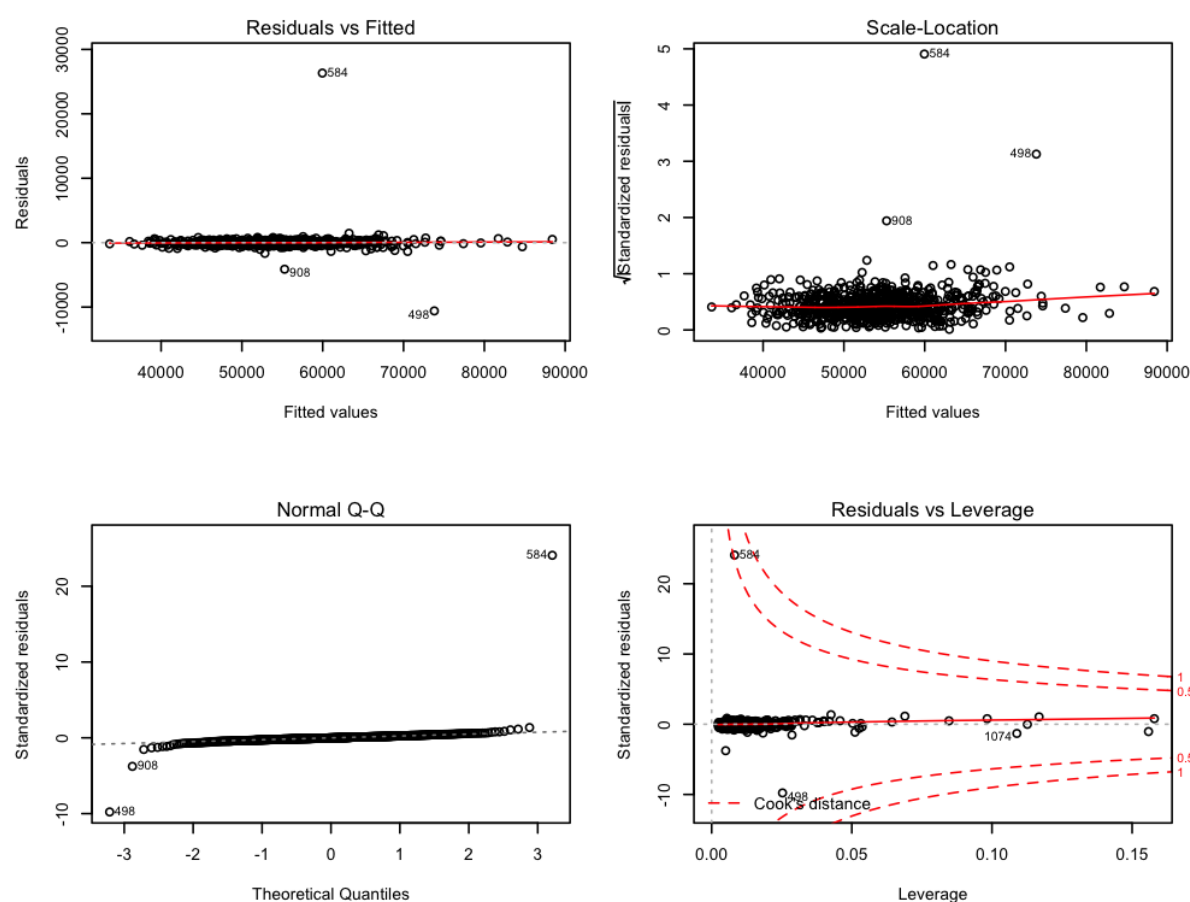 Residuals vs Fitted
Residuals
30000
20000
10000
0
-10000
584
908
498
40000 50000 60000 70000 80000 90000
Fitted values
Scale-Location
√|Standardized residuals|
5
4
3
2
1
0
584
498
908
40000 50000 60000 70000 80000 90000
Fitted values
Normal Q-Q
Standardized residuals
20
10
0
-10
584
908
498
-3 -2 -1 0 1 2 3
Theoretical Quantiles
Residuals vs Leverage
Standardized residuals
20
10
0
-10
584
1074
498
Cook's distance
1
0.5
0.5
1
0.00 0.05 0.10 0.15
Leverage